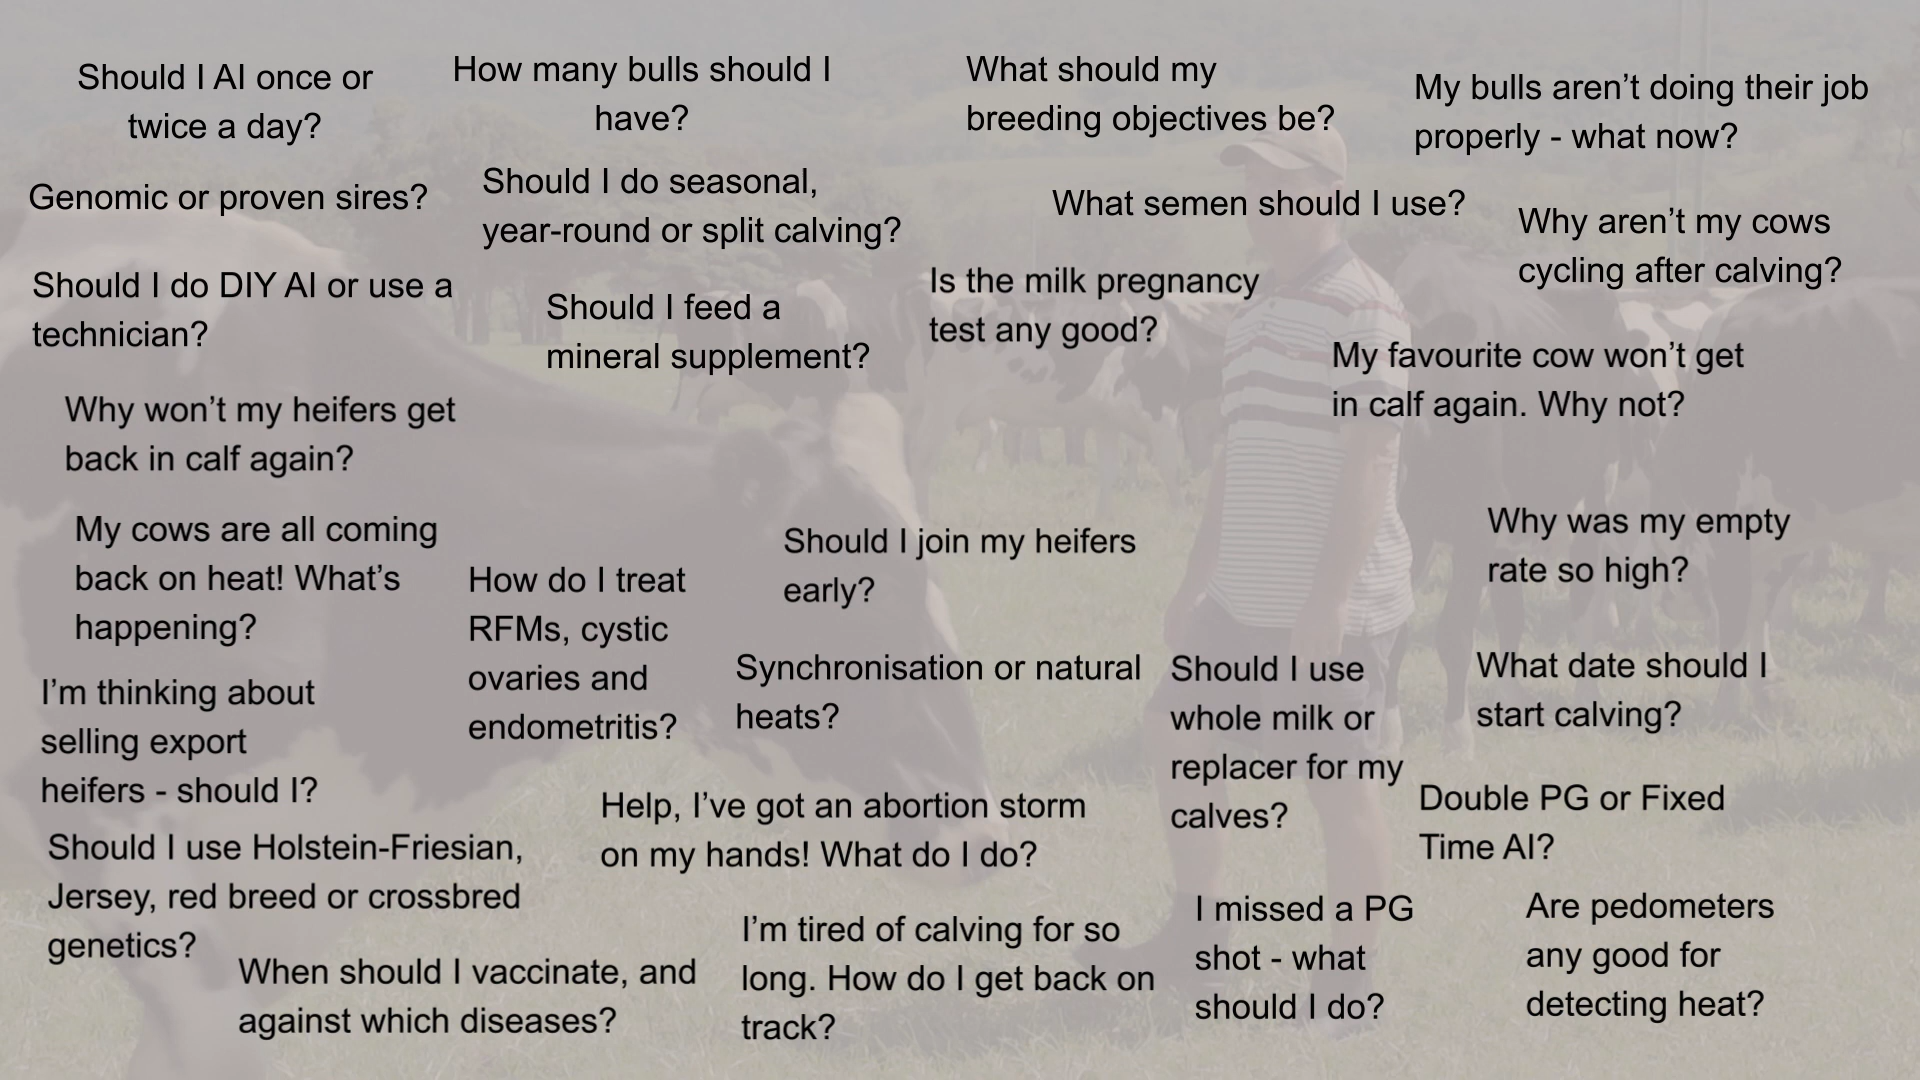 Should I AI once or
twice a day?
How many bulls should I
have?
What should my
breeding objectives be?
My bulls aren’t doing their job
properly - what now?
Genomic or proven sires?
Should I do seasonal,
year-round or split calving?
What semen should I use?
Why aren’t my cows
cycling after calving?
Should I do DIY AI or use a
technician?
Should I feed a
mineral supplement?
Is the milk pregnancy
test any good?
My favourite cow won’t get
in calf again. Why not?
Why won’t my heifers get
back in calf again?
My cows are all coming
back on heat! What’s
happening?
How do I treat
RFMs, cystic
ovaries and
endometritis?
Should I join my heifers
early?
Why was my empty
rate so high?
I’m thinking about
selling export
heifers - should I?
Synchronisation or natural
heats?
Should I use
whole milk or
replacer for my
calves?
What date should I
start calving?
Help, I’ve got an abortion storm
on my hands! What do I do?
Double PG or Fixed
Time AI?
Should I use Holstein-Friesian,
Jersey, red breed or crossbred
genetics?
When should I vaccinate, and
against which diseases?
I’m tired of calving for so
long. How do I get back on
track?
I missed a PG
shot - what
should I do?
Are pedometers
any good for
detecting heat?